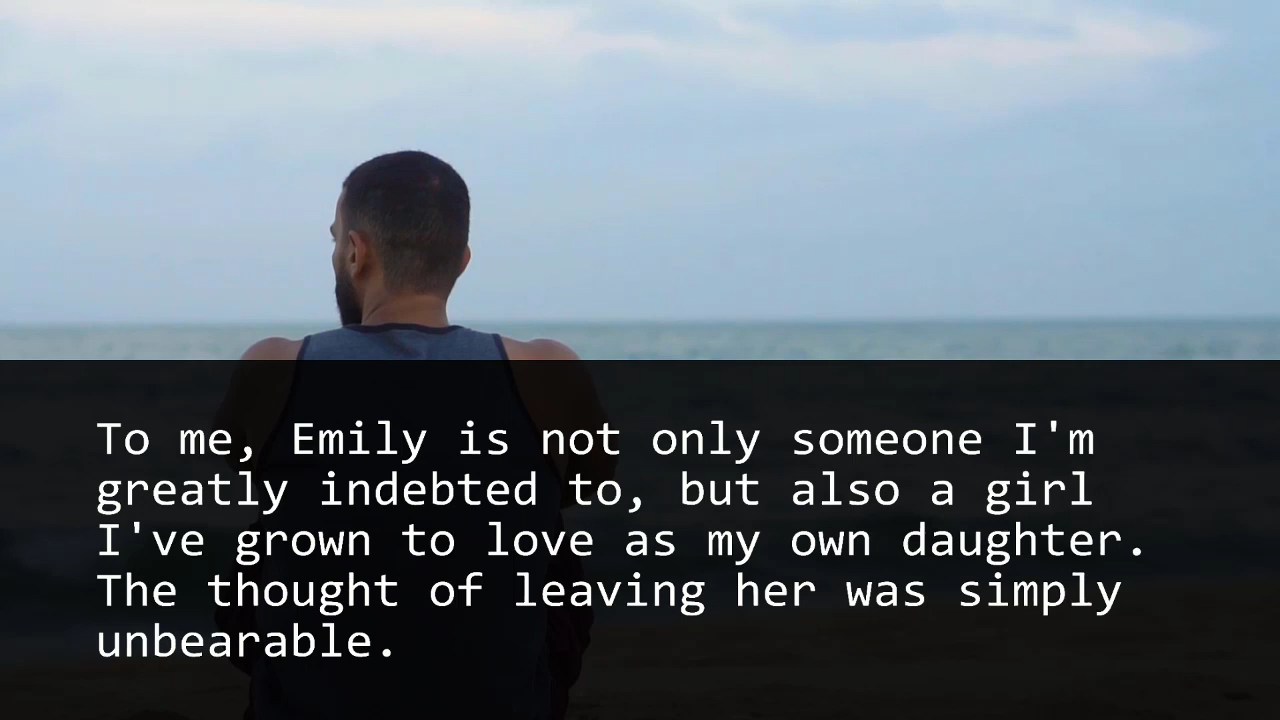 To me, Emily is not only someone I'm
greatly indebted to, but also a girl
I've grown to love as my own daughter.
The thought of leaving her was simply
unbearable.